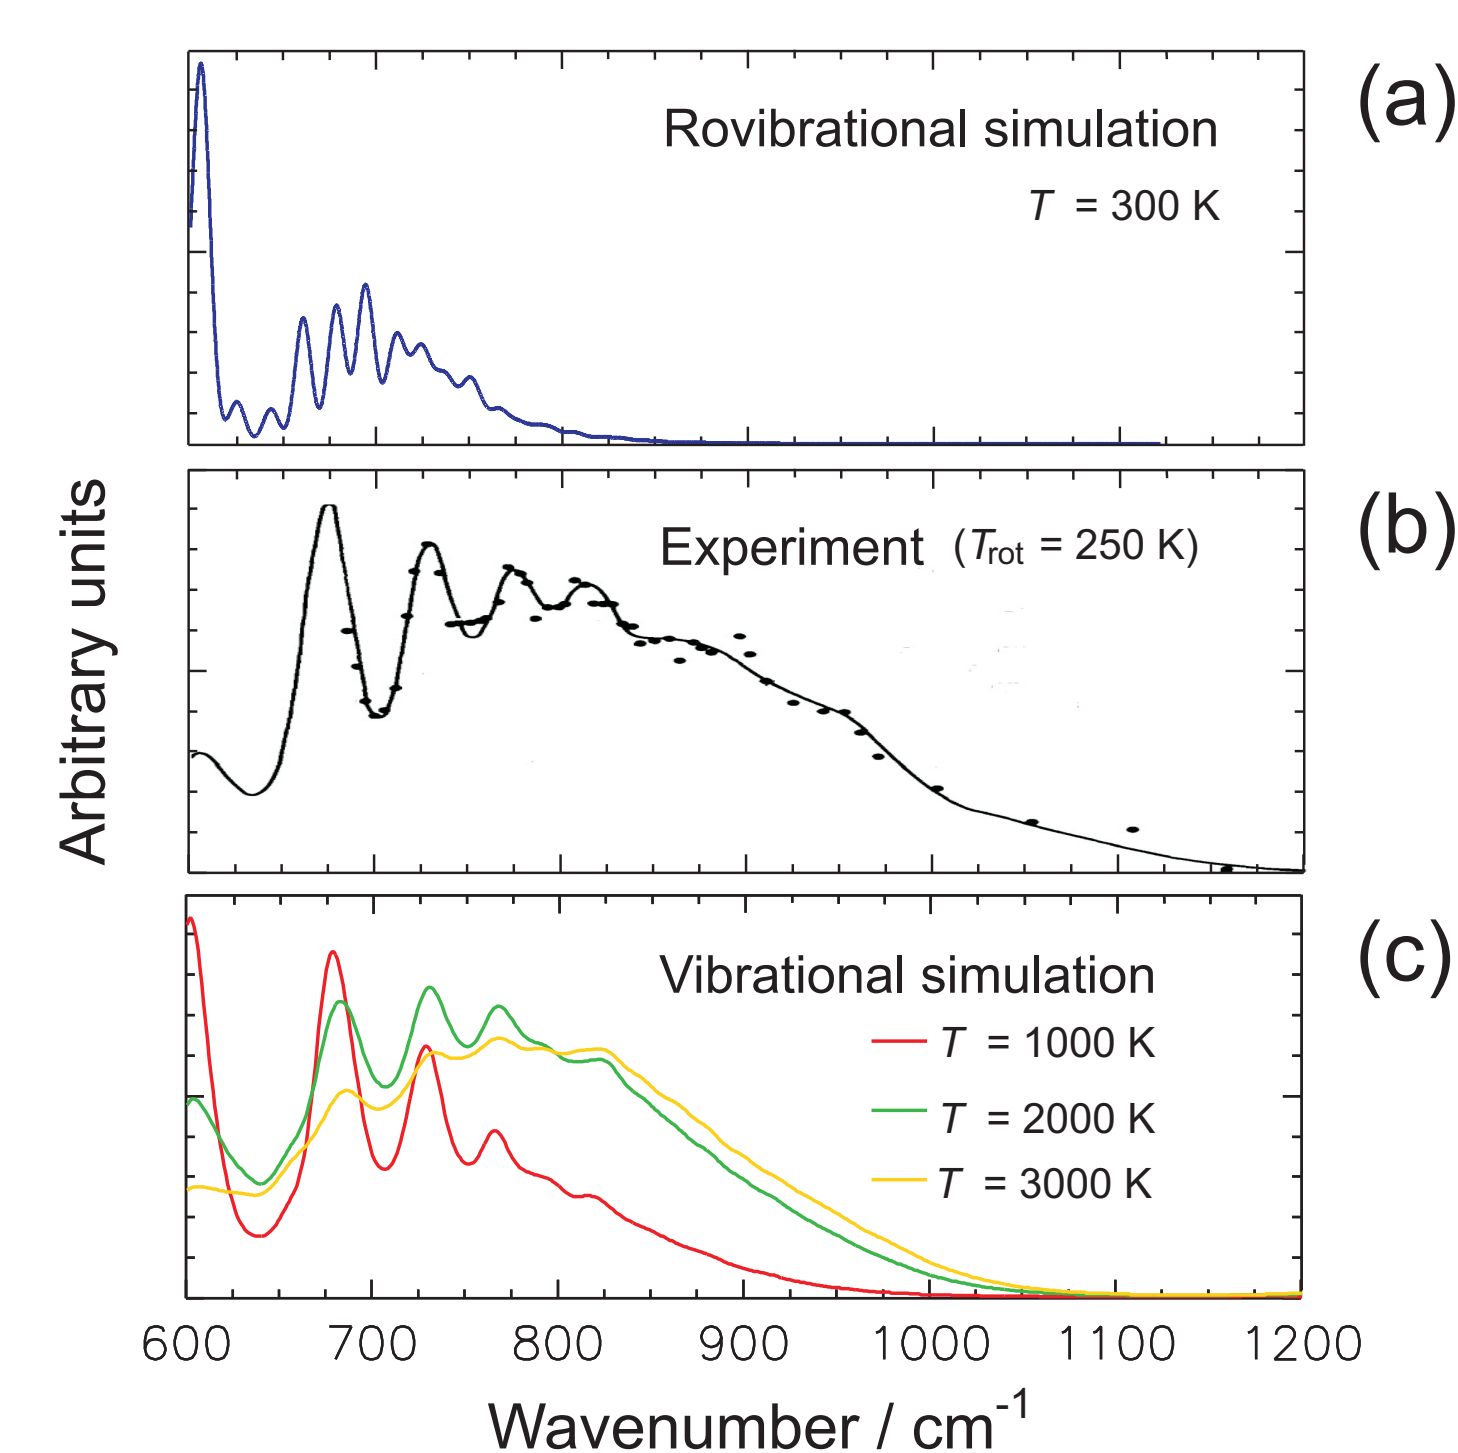 (a)
Rovibrational simulation
T = 300 K
(b)
Experiment (Trot = 250 K)
Arbitrary units
(c)
Vibrational simulation
T = 1000 K
T = 2000 K
T = 3000 K
600 700 800 900 1000 1100 1200
Wavenumber / cm-1